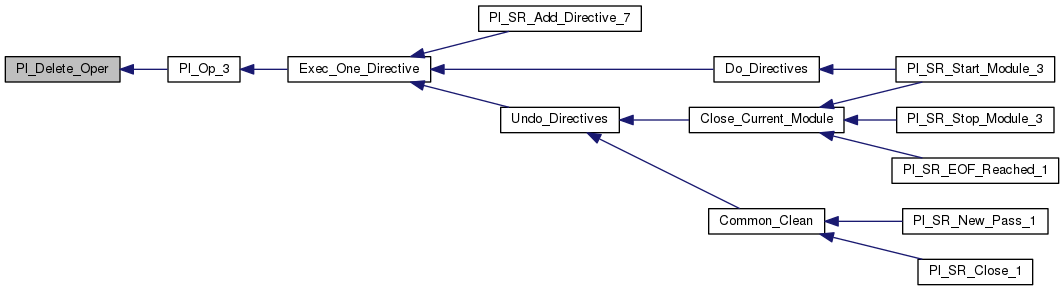 Pl_SR_Add_Directive_7
Pl_Delete_Oper
Pl_Op_3
Exec_One_Directive
Do_Directives
Pl_SR_Start_Module_3
Undo_Directives
Close_Current_Module
Pl_SR_Stop_Module_3
Pl_SR_EOF_Reached_1
Common_Clean
Pl_SR_New_Pass_1
Pl_SR_Close_1